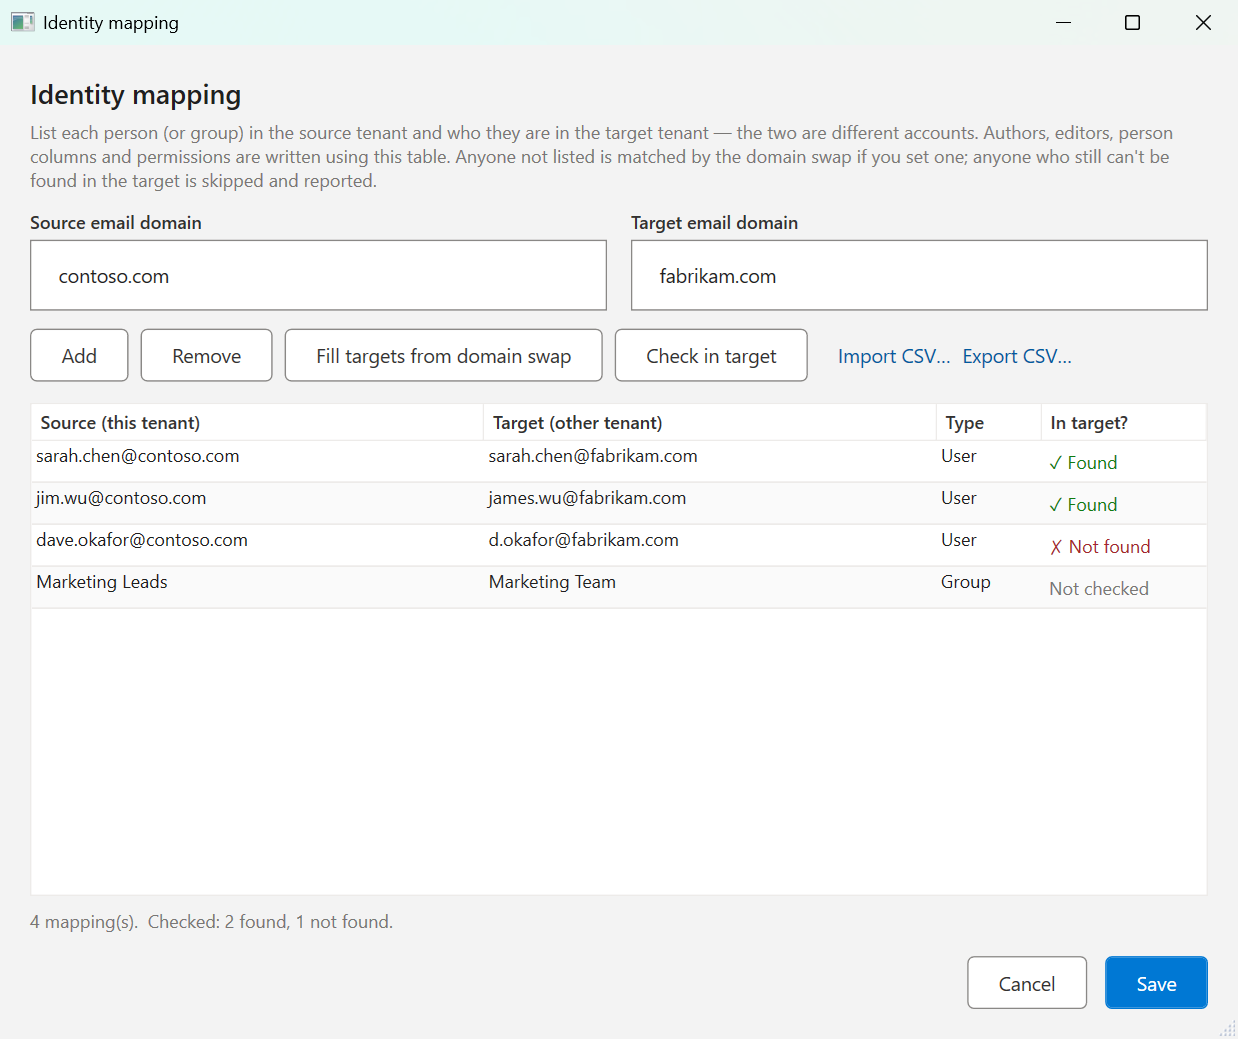 Identity mapping
Identity mapping
List each person (or group) in the source tenant and who they are in the target tenant — the two are different accounts. Authors, editors, person
columns and permissions are written using this table. Anyone not listed is matched by the domain swap if you set one; anyone who still can't be
found in the target is skipped and reported.
Source email domain Target email domain
contoso.com fabrikam.com
Add Remove Fill targets from domain swap Check in target Import CSV... Export CSV...
Source (this tenant) Target (other tenant) Type In target?
sarah.chen@contoso.com sarah.chen@fabrikam.com User ✓ Found
jim.wu@contoso.com james.wu@fabrikam.com User ✓ Found
dave.okafor@contoso.com d.okafor@fabrikam.com User ✗ Not found
Marketing Leads Marketing Team Group Not checked
4 mapping(s). Checked: 2 found, 1 not found.
Cancel Save